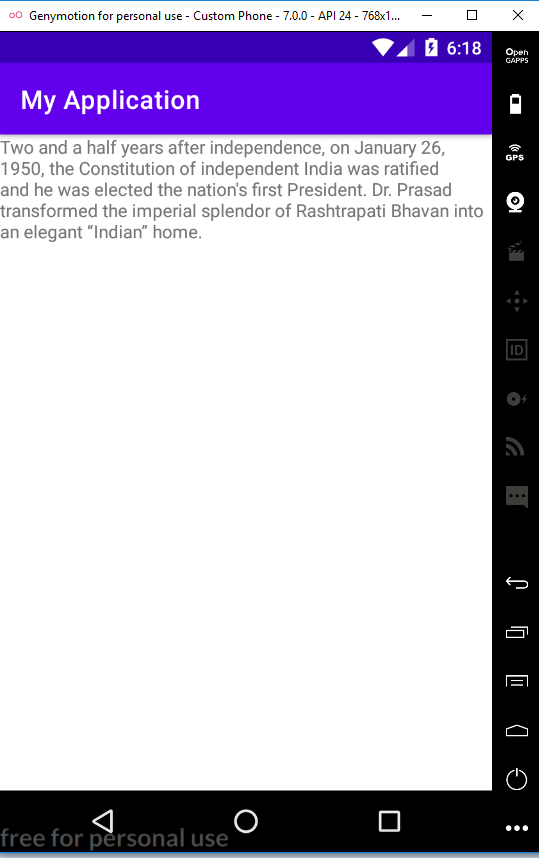 Genymotion for personal use - Custom Phone - 7.0.0 - API 24 - 768x1...
6:18
Open
GAPPS
My Application
GPS
Two and a half years after independence, on January 26,
1950, the Constitution of independent India was ratified
and he was elected the nation's first President. Dr. Prasad
transformed the imperial splendor of Rashtrapati Bhavan into
an elegant “Indian” home.
ID
free for personal use